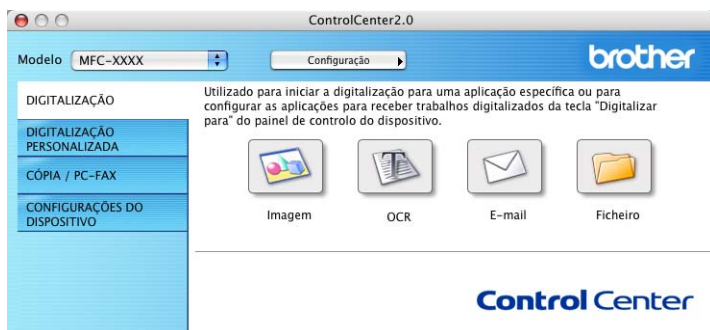 ControlCenter2.0
Modelo MFC-XXXX Configuração brother
DIGITALIZAÇÃO
DIGITALIZAÇÃO
PERSONALIZADA
CÓPIA / PC-FAX
CONFIGURAÇÕES DO
DISPOSITIVO
Utilizado para iniciar a digitalização para uma aplicação específica ou para
configurar as aplicações para receber trabalhos digitalizados da tecla "Digitalizar
para" do painel de controlo do dispositivo.
Imagem OCR E-mail Ficheiro
Control Center